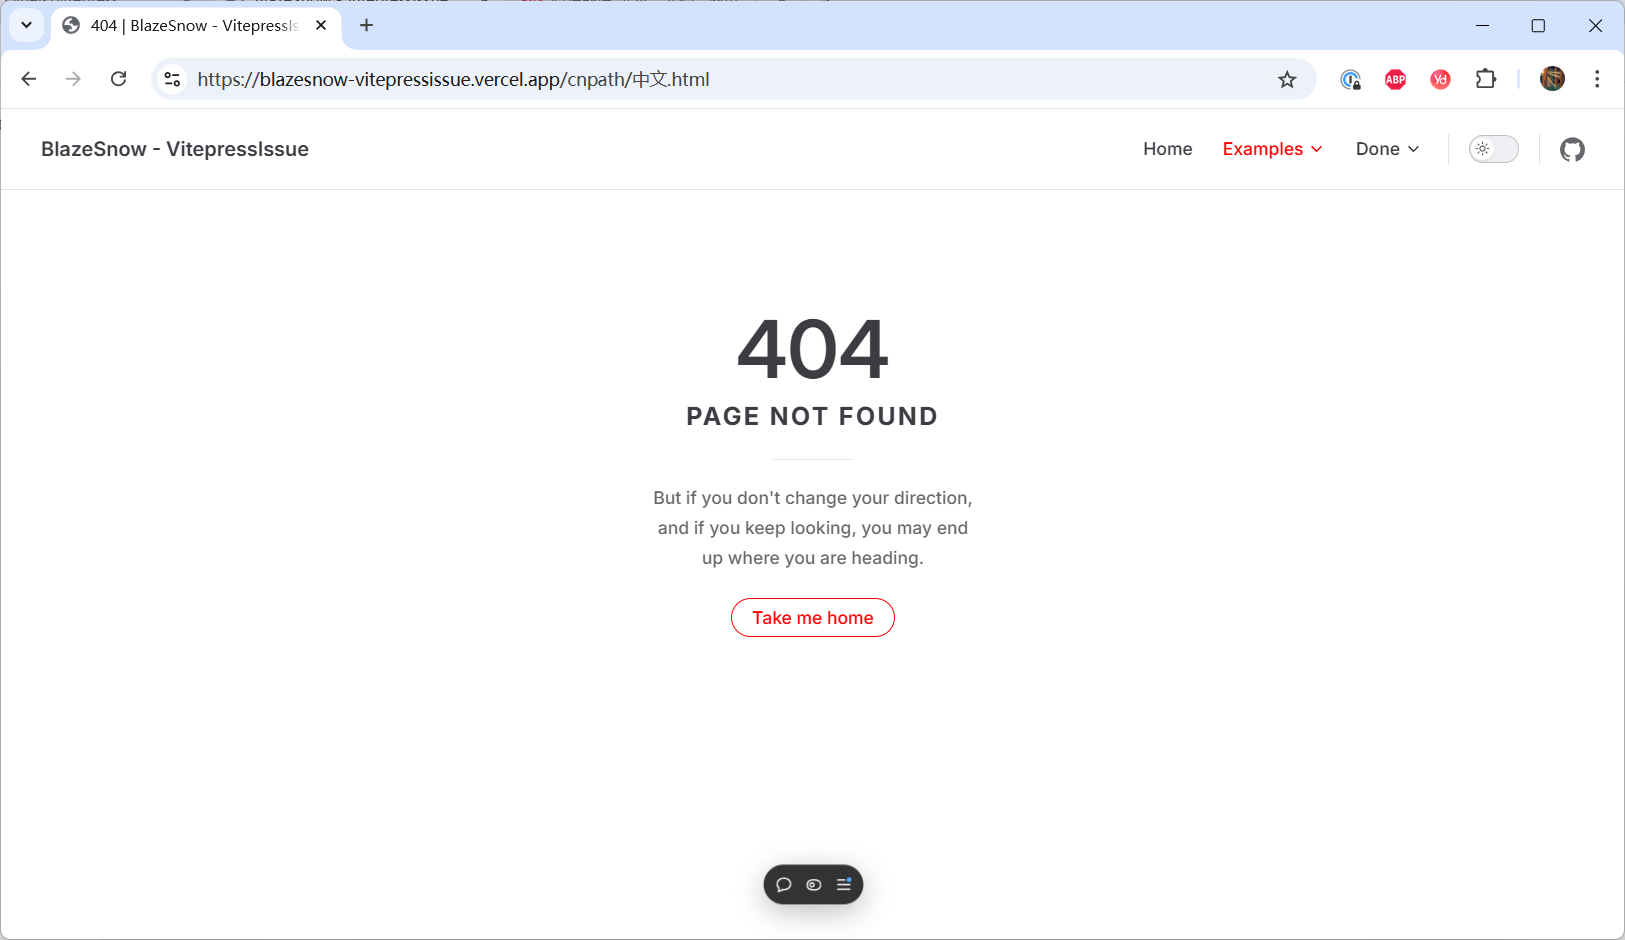 404 | BlazeSnow - VitepressIs
https://blazesnow-vitepressissue.vercel.app/cnpath/中文.html
ABP
Yd
BlazeSnow - VitepressIssue
Home
Examples
Done
404
PAGE NOT FOUND
But if you don't change your direction,
and if you keep looking, you may end
up where you are heading.
Take me home